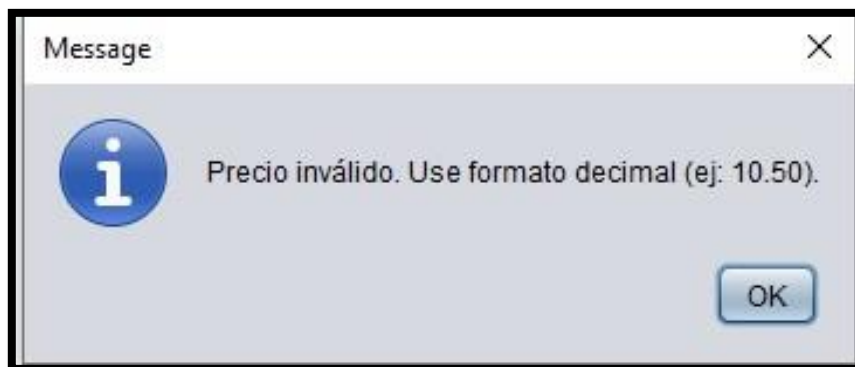 Message
Precio inválido. Use formato decimal (ej: 10.50).
OK